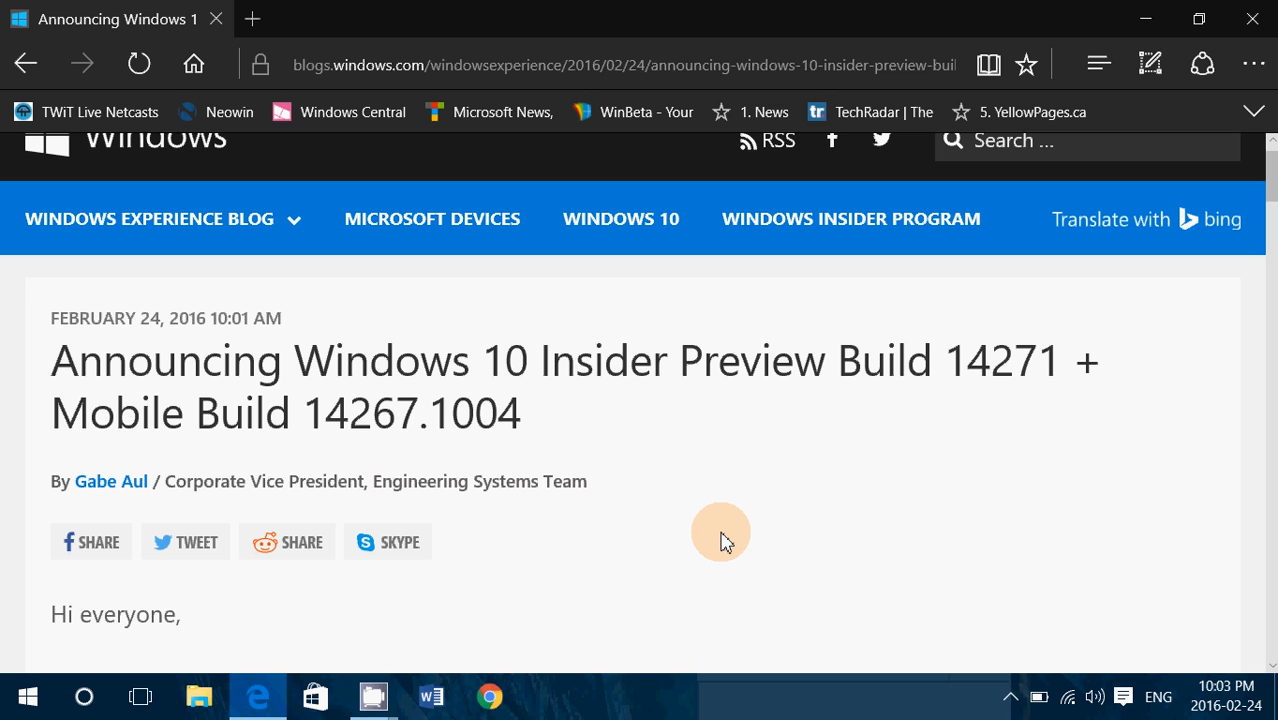 Announcing Windows 1
blogs.windows.com/windowsexperience/2016/02/24/announcing-windows-10-insider-preview-buil
TWiT Live Netcasts Neowin Windows Central Microsoft News, WinBeta - Your 1. News tr TechRadar | The 5. YellowPages.ca
Windows RSS Search ...
WINDOWS EXPERIENCE BLOG MICROSOFT DEVICES WINDOWS 10 WINDOWS INSIDER PROGRAM Translate with bing
FEBRUARY 24, 2016 10:01 AM
Announcing Windows 10 Insider Preview Build 14271 +
Mobile Build 14267.1004
By Gabe Aul / Corporate Vice President, Engineering Systems Team
SHARE TWEET SHARE SKYPE
Hi everyone,
ENG 10:03 PM
2016-02-24